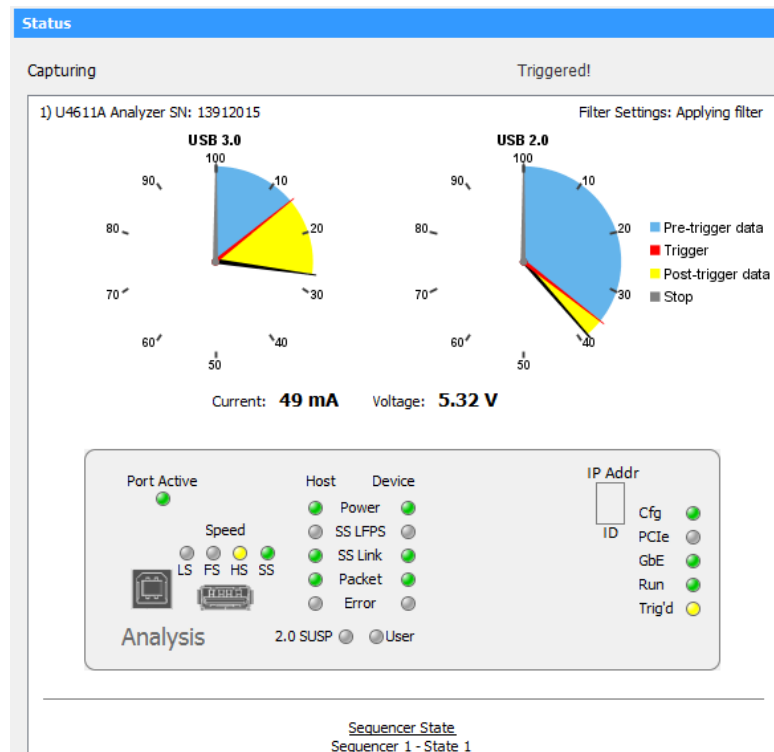 Status
Capturing Triggered!
1) U4611A Analyzer SN: 13912015 Filter Settings: Applying filter
USB 3.0
100
90 10
80 20
70 30
60 40
50
USB 2.0
100
90 10
80 20
70 30
60 40
50
Pre-trigger data
Trigger
Post-trigger data
Stop
Current: 49 mA Voltage: 5.32 V
Port Active
Speed
LS FS HS SS
Analysis
Host Device
Power
SS LFPS
SS Link
Packet
Error
2.0 SUSP User
IP Addr
ID
Cfg
PCIe
GbE
Run
Trig'd
Sequencer State
Sequencer 1 - State 1